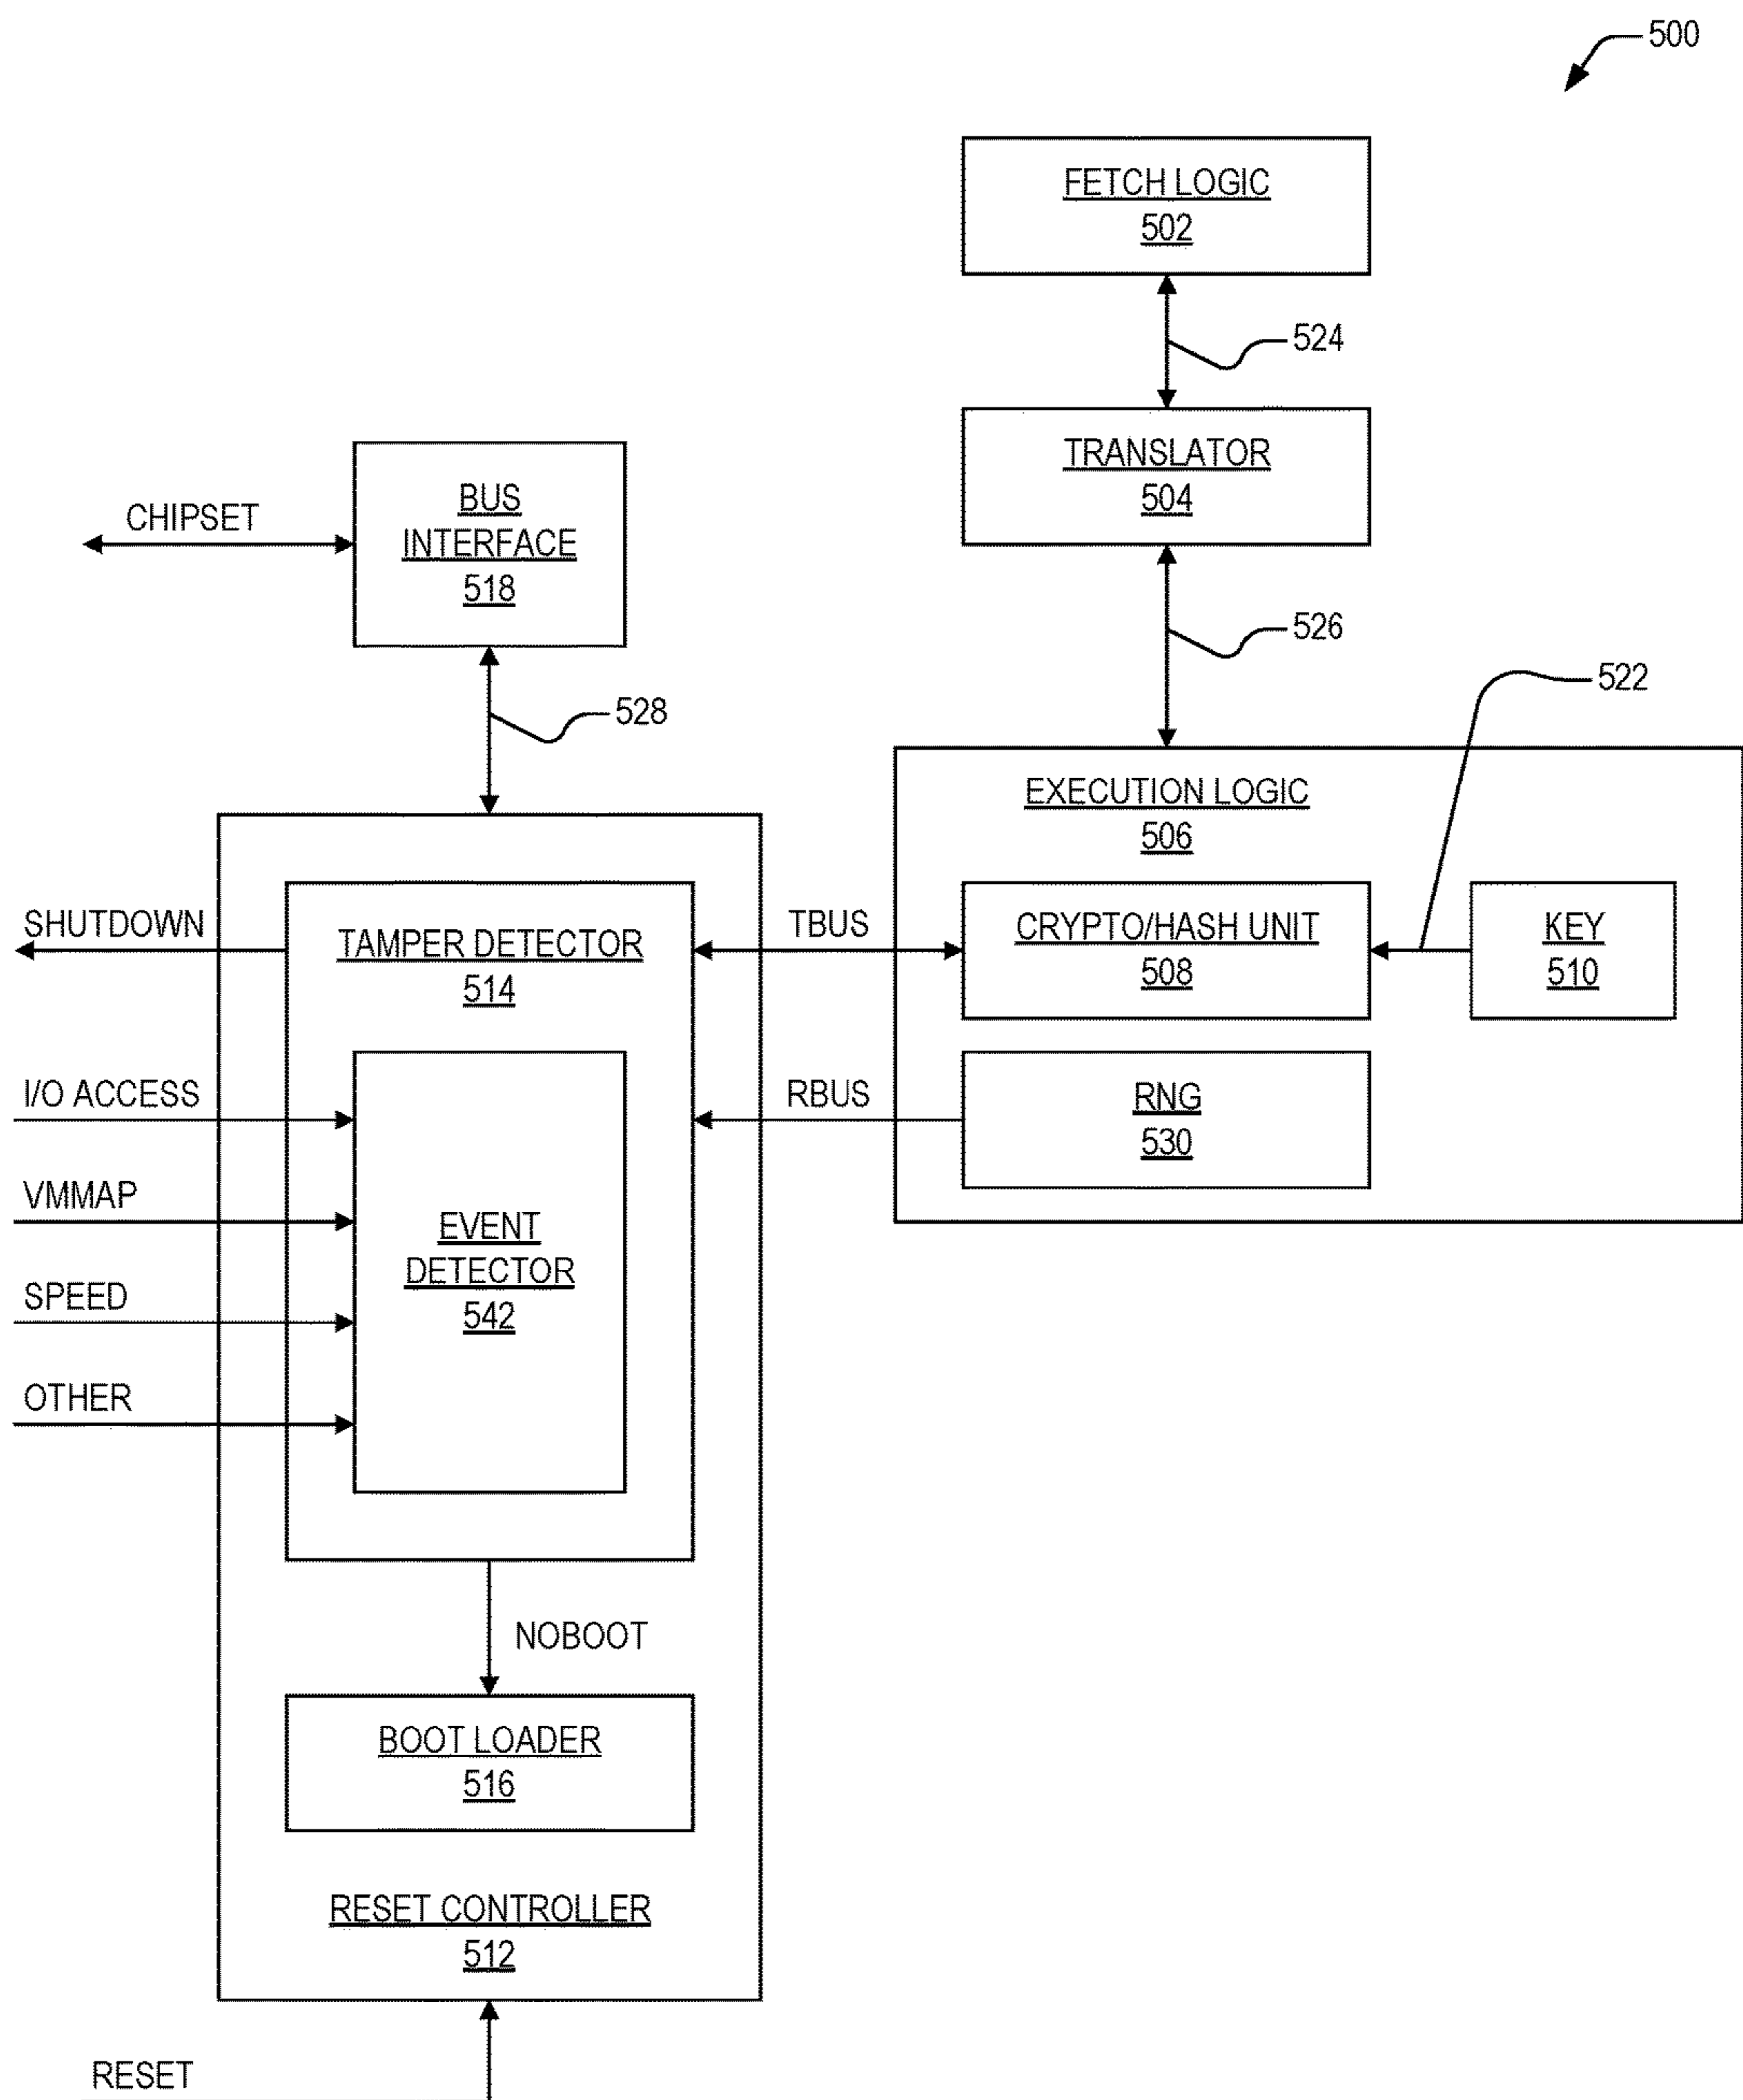 500
FETCH LOGIC
502
524
TRANSLATOR
504
BUS
INTERFACE
518
CHIPSET
526
522
528
EXECUTION LOGIC
506
SHUTDOWN
TAMPER DETECTOR
514
TBUS
CRYPTO/HASH UNIT
508
KEY
510
I/O ACCESS
RBUS
RNG
530
VMMAP
EVENT
DETECTOR
542
SPEED
OTHER
NOBOOT
BOOT LOADER
516
RESET CONTROLLER
512
RESET